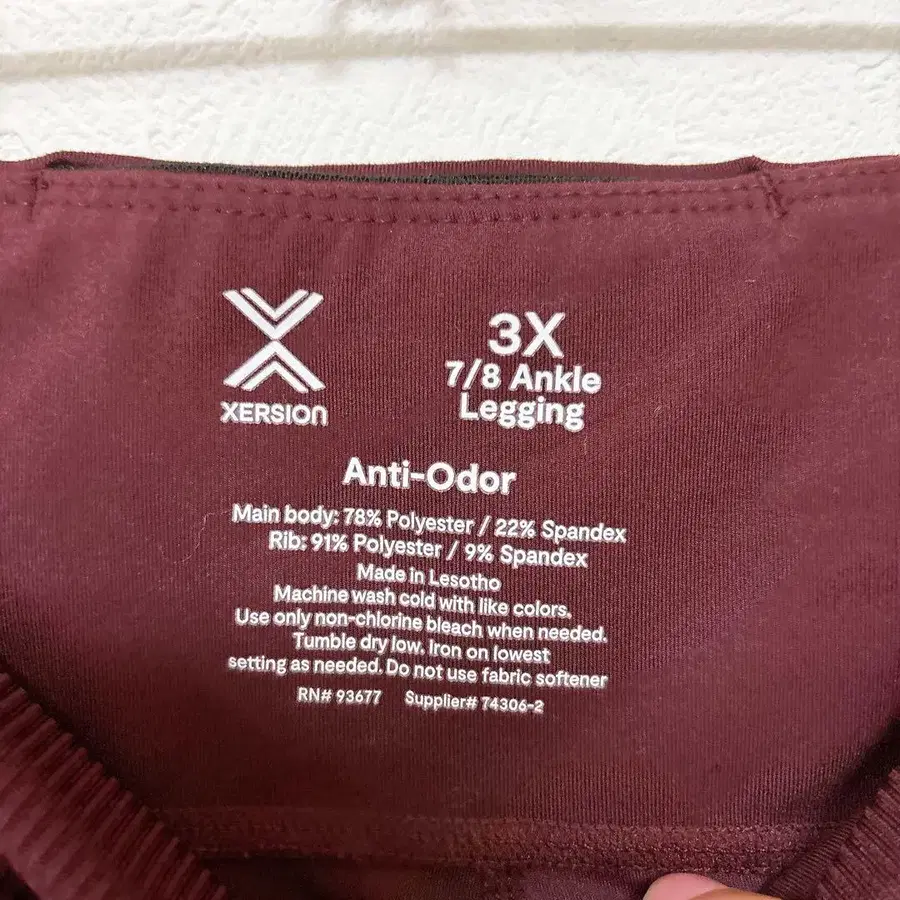 XERSION
3X
7/8 Ankle
Legging
Anti-Odor
Main body: 78% Polyester / 22% Spandex
Rib: 91% Polyester / 9% Spandex
Made in Lesotho
Machine wash cold with like colors.
Use only non-chlorine bleach when needed.
Tumble dry low. Iron on lowest
setting as needed. Do not use fabric softener
RN# 93677 Supplier# 74306-2